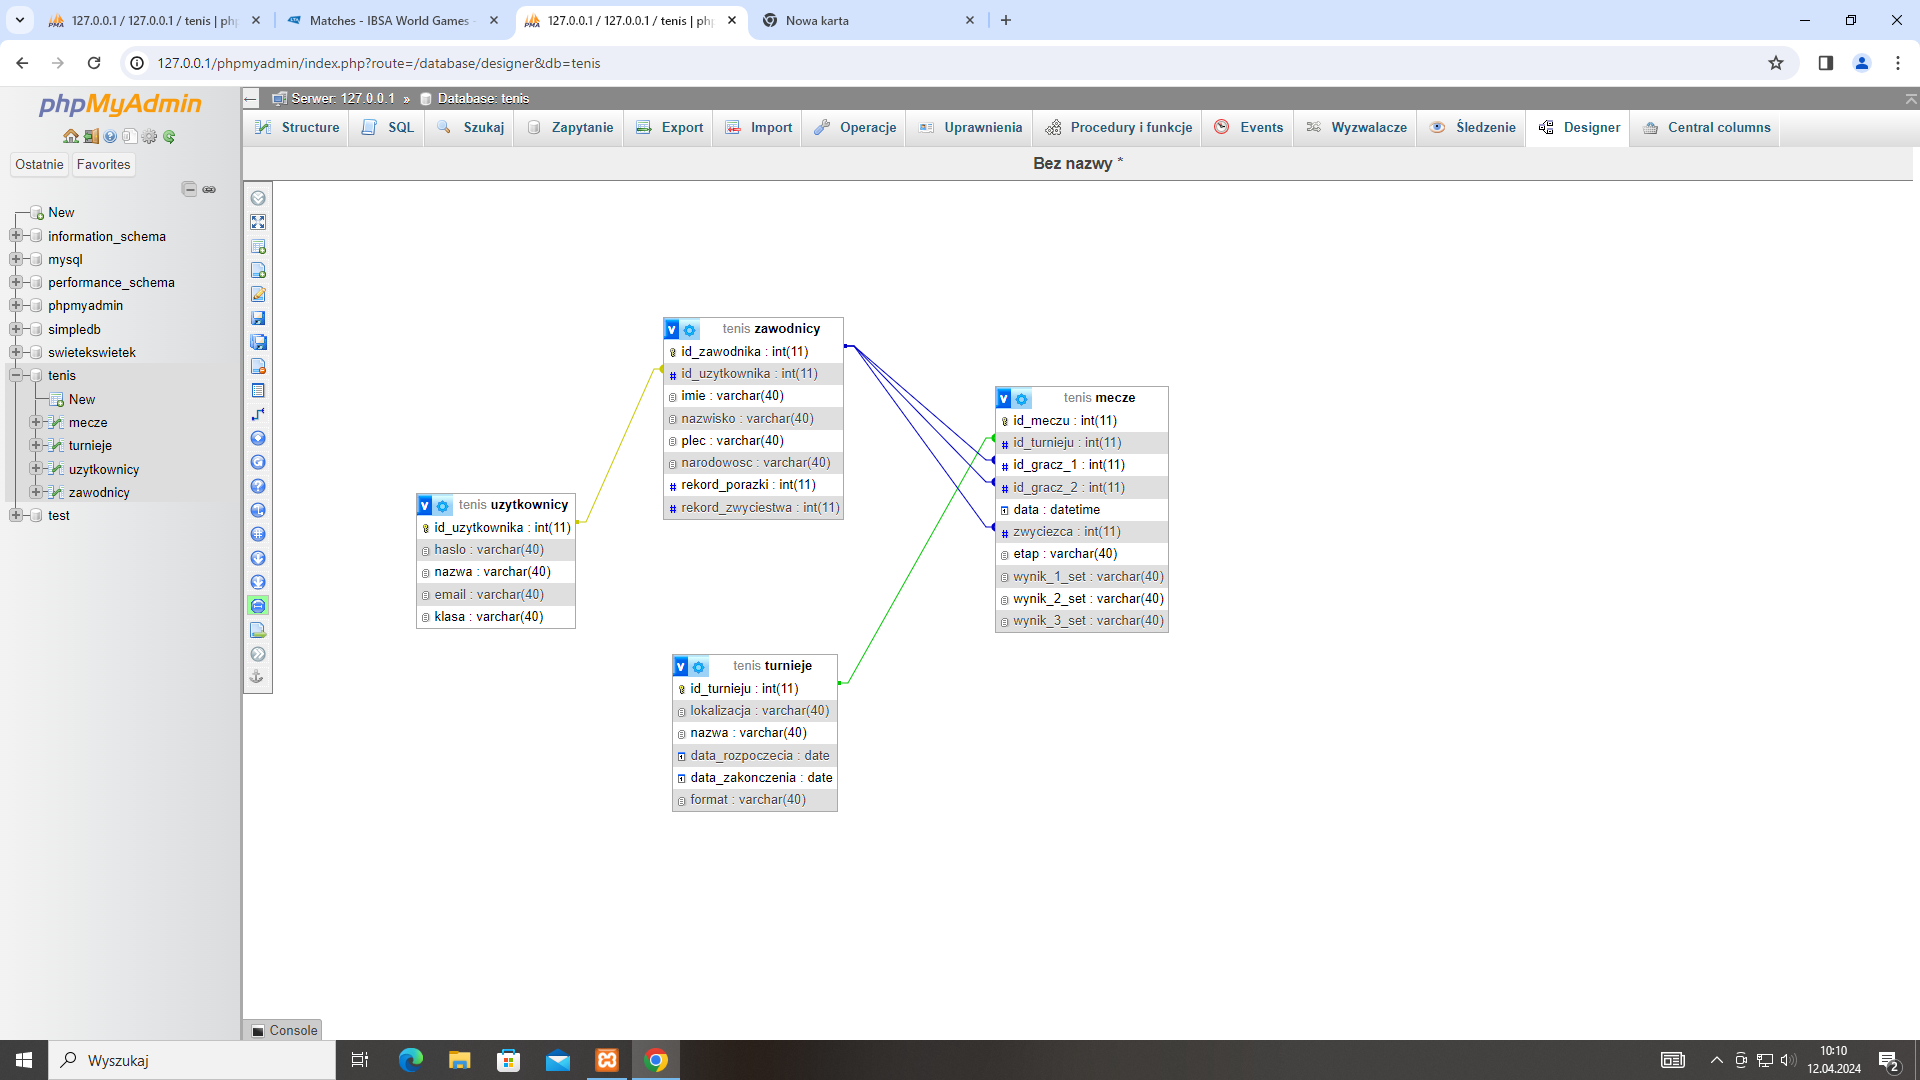 127.0.0.1 / 127.0.0.1 / tenis | php
Matches - IBSA World Games -
127.0.0.1 / 127.0.0.1 / tenis | php
Nowa karta
127.0.0.1/phpmyadmin/index.php?route=/database/designer&db=tenis
phpMyAdmin
Ostatnie
Favorites
New
information_schema
mysql
performance_schema
phpmyadmin
simpledb
swietekswietek
tenis
New
mecze
turnieje
uzytkownicy
zawodnicy
test
Serwer: 127.0.0.1 » Database: tenis
Structure
SQL
Szukaj
Zapytanie
Export
Import
Operacje
Uprawnienia
Procedury i funkcje
Events
Wyzwalacze
Śledzenie
Designer
Central columns
Bez nazwy *
v tenis zawodnicy
id_zawodnika : int(11)
# id_uzytkownika : int(11)
imie : varchar(40)
nazwisko : varchar(40)
plec : varchar(40)
narodowosc : varchar(40)
# rekord_porazki : int(11)
# rekord_zwyciestwa : int(11)
v tenis mecze
id_meczu : int(11)
# id_turnieju : int(11)
# id_gracz_1 : int(11)
# id_gracz_2 : int(11)
data : datetime
# zwyciezca : int(11)
etap : varchar(40)
wynik_1_set : varchar(40)
wynik_2_set : varchar(40)
wynik_3_set : varchar(40)
v tenis uzytkownicy
id_uzytkownika : int(11)
haslo : varchar(40)
nazwa : varchar(40)
email : varchar(40)
klasa : varchar(40)
v tenis turnieje
id_turnieju : int(11)
lokalizacja : varchar(40)
nazwa : varchar(40)
data_rozpoczecia : date
data_zakonczenia : date
format : varchar(40)
Console
Wyszukaj
10:10
12.04.2024
2